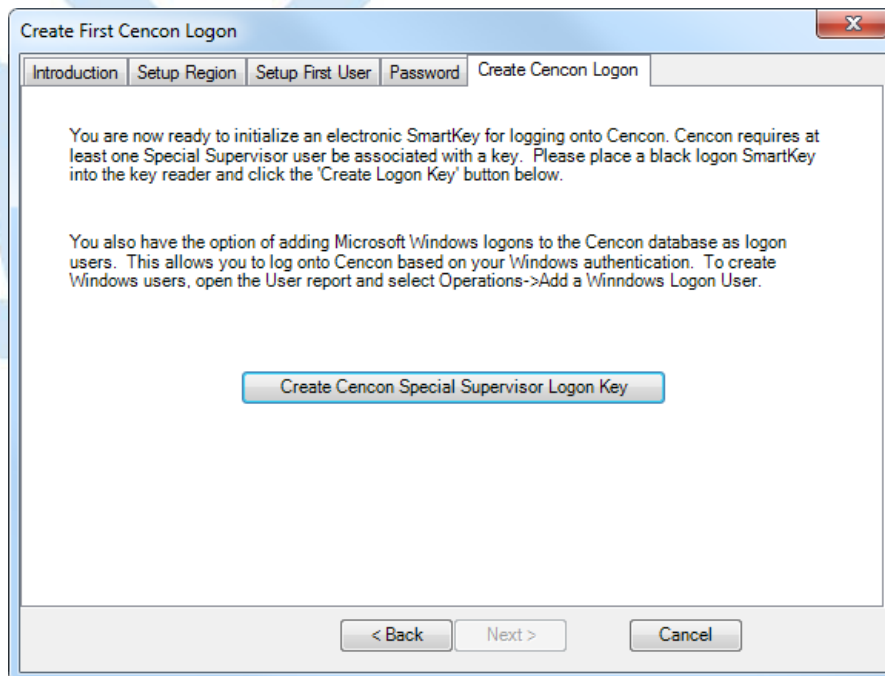 Create First Cencon Logon
Introduction Setup Region Setup First User Password Create Cencon Logon
You are now ready to initialize an electronic SmartKey for logging onto Cencon. Cencon requires at
least one Special Supervisor user be associated with a key. Please place a black logon SmartKey
into the key reader and click the 'Create Logon Key' button below.
You also have the option of adding Microsoft Windows logons to the Cencon database as logon
users. This allows you to log onto Cencon based on your Windows authentication. To create
Windows users, open the User report and select Operations->Add a Winndows Logon User.
Create Cencon Special Supervisor Logon Key
< Back Next > Cancel